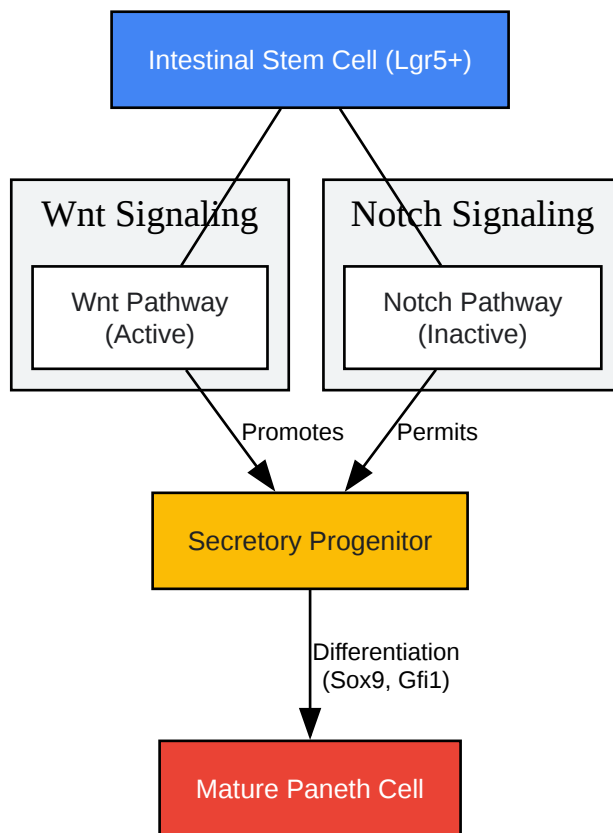 Intestinal Stem Cell (Lgr5+)
Wnt Signaling
Notch Signaling
Wnt Pathway
(Active)
Notch Pathway
(Inactive)
Promotes
Permits
Secretory Progenitor
Differentiation
(Sox9, Gfi1)
Mature Paneth Cell